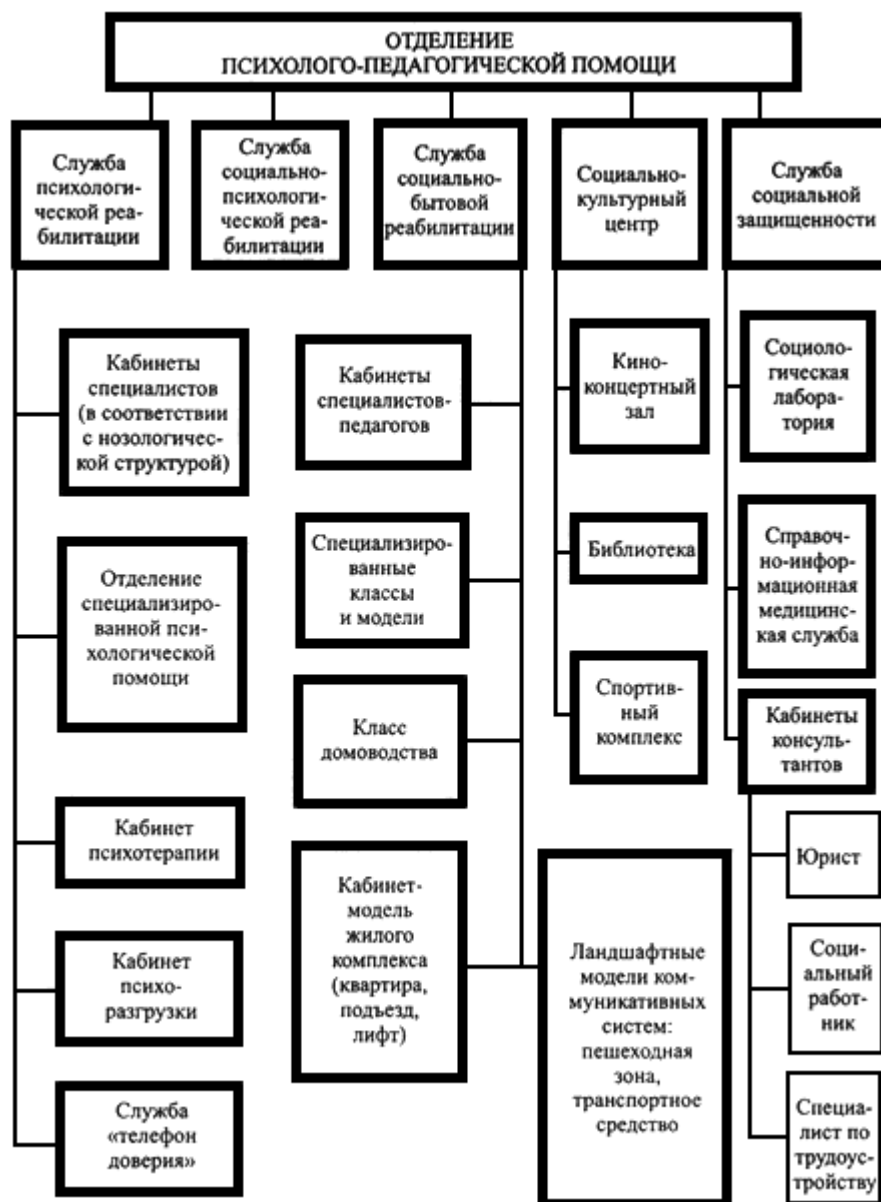 ОТДЕЛЕНИЕ
ПСИХОЛОГО-ПЕДАГОГИЧЕСКОЙ ПОМОЩИ
Служба
психологи-
ческой реа-
билитации
Служба
социально-
психологи-
ческой реа-
билитации
Служба
социально-
бытовой
реабилитации
Социально-
культурный
центр
Служба
социальной
защищенности
Кабинеты
специалистов
(в соответствии
с нозологичес-
кой структурой)
Отделение
специализиро-
ванной пси-
хологической
помощи
Кабинет
психотерапии
Кабинет
психо-
разгрузки
Служба
«телефон
доверия»
Кабинеты
специалистов-
педагогов
Специализиро-
ванные
классы
и модели
Класс
домоводства
Кабинет-
модель
жилого
комплекса
(квартира,
подъезд,
лифт)
Ландшафтные
модели ком-
муникативных
систем:
пешеходная
зона,
транспортное
средство
Кино-
концертный
зал
Библиотека
Спортив-
ный
комплекс
Социоло-
гическая
лабора-
тория
Справоч-
но-инфор-
мационная
медицинс-
кая служба
Кабинеты
консуль-
тантов
Юрист
Соци-
альный
работ-
ник
Специа-
лист по
трудоус-
тройству